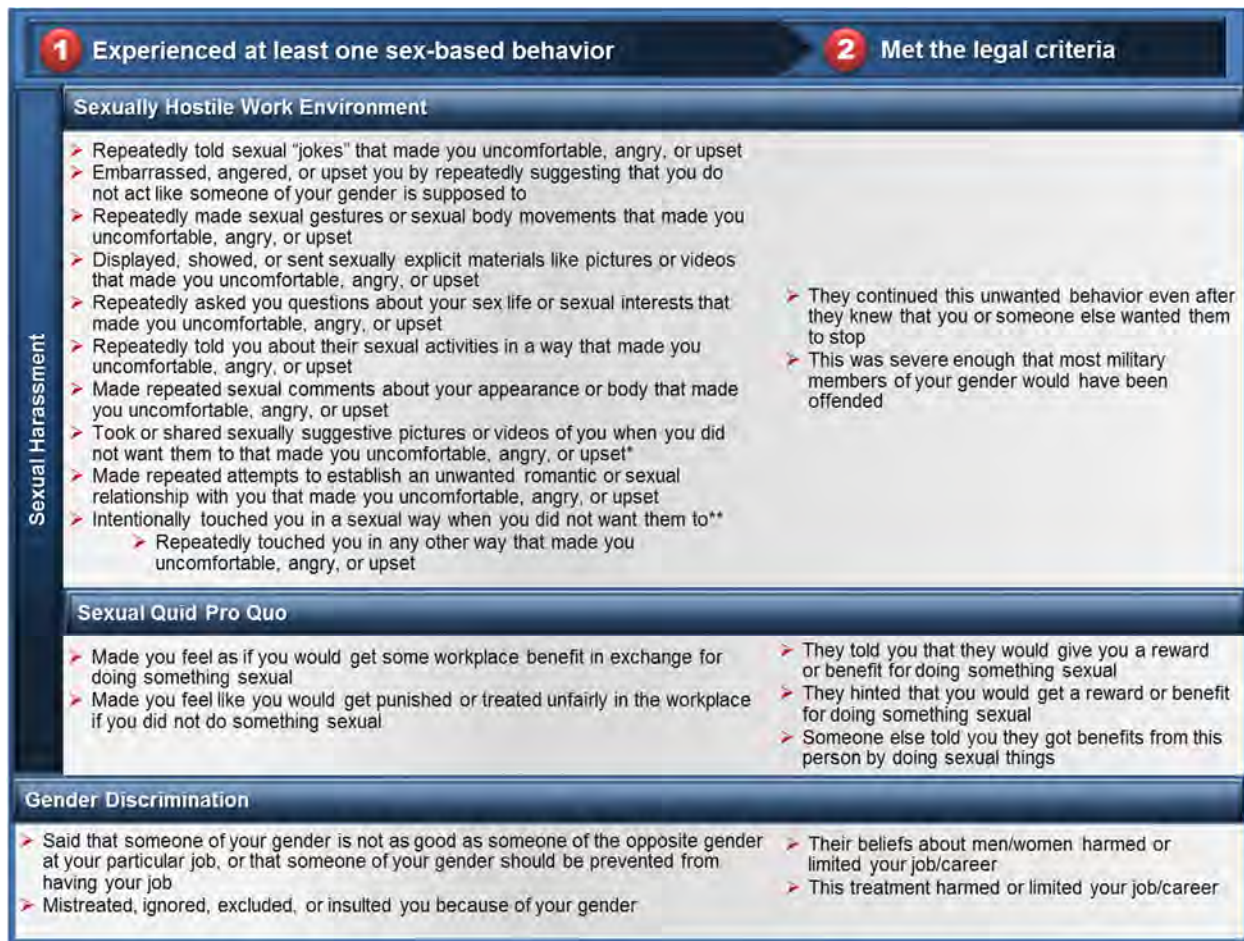 1 Experienced at least one sex-based behavior
2 Met the legal criteria
Sexual Harassment
Sexually Hostile Work Environment
➢ Repeatedly told sexual “jokes” that made you uncomfortable, angry, or upset
➢ Embarrassed, angered, or upset you by repeatedly suggesting that you do
not act like someone of your gender is supposed to
➢ Repeatedly made sexual gestures or sexual body movements that made you
uncomfortable, angry, or upset
➢ Displayed, showed, or sent sexually explicit materials like pictures or videos
that made you uncomfortable, angry, or upset
➢ Repeatedly asked you questions about your sex life or sexual interests that
made you uncomfortable, angry, or upset
➢ Repeatedly told you about their sexual activities in a way that made you
uncomfortable, angry, or upset
➢ Made repeated sexual comments about your appearance or body that made
you uncomfortable, angry, or upset
➢ Took or shared sexually suggestive pictures or videos of you when you did
not want them to that made you uncomfortable, angry, or upset*
➢ Made repeated attempts to establish an unwanted romantic or sexual
relationship with you that made you uncomfortable, angry, or upset
➢ Intentionally touched you in a sexual way when you did not want them to**
➢ Repeatedly touched you in any other way that made you
uncomfortable, angry, or upset
➢ They continued this unwanted behavior even after
they knew that you or someone else wanted them
to stop
➢ This was severe enough that most military
members of your gender would have been
offended
Sexual Quid Pro Quo
➢ Made you feel as if you would get some workplace benefit in exchange for
doing something sexual
➢ Made you feel like you would get punished or treated unfairly in the workplace
if you did not do something sexual
➢ They told you that they would give you a reward
or benefit for doing something sexual
➢ They hinted that you would get a reward or benefit
for doing something sexual
➢ Someone else told you they got benefits from this
person by doing sexual things
Gender Discrimination
➢ Said that someone of your gender is not as good as someone of the opposite gender
at your particular job, or that someone of your gender should be prevented from
having your job
➢ Mistreated, ignored, excluded, or insulted you because of your gender
➢ Their beliefs about men/women harmed or
limited your job/career
➢ This treatment harmed or limited your job/career